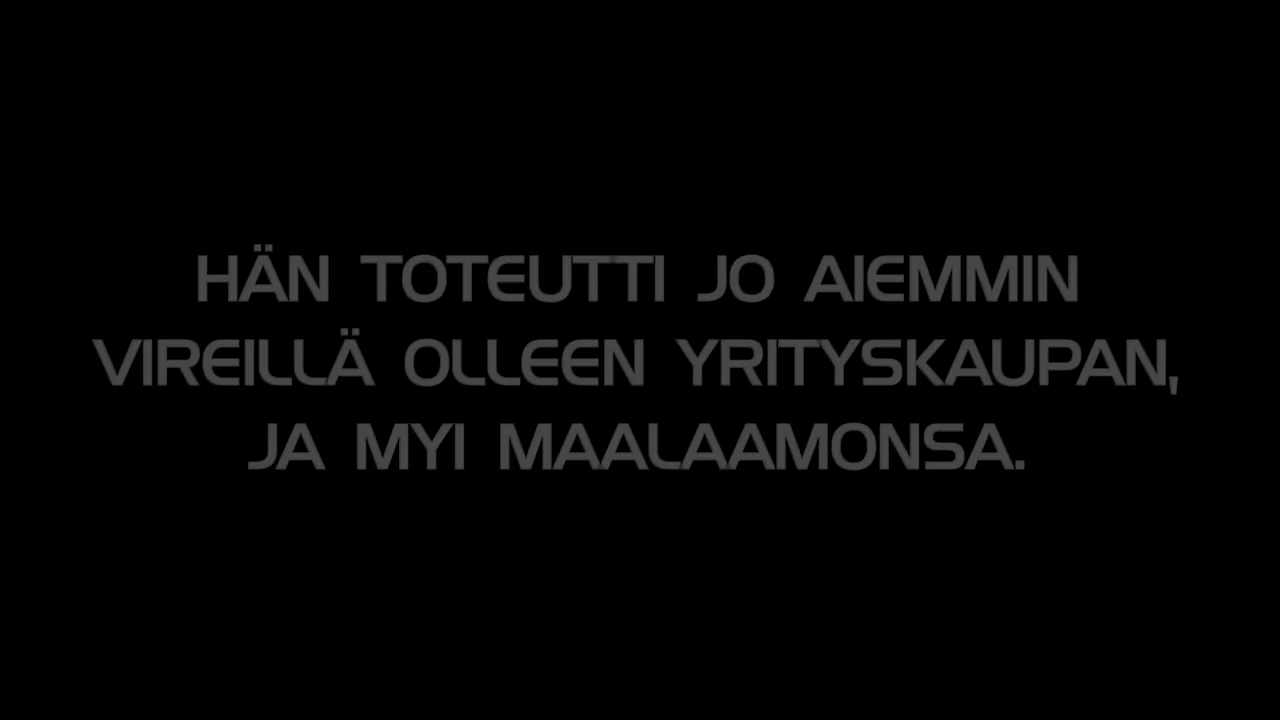 HÄN TOTEUTTI JO AIEMMIN
VIREILLÄ OLLEEN YRITYSKAUPAN,
JA MYI MAALAAMONSA.